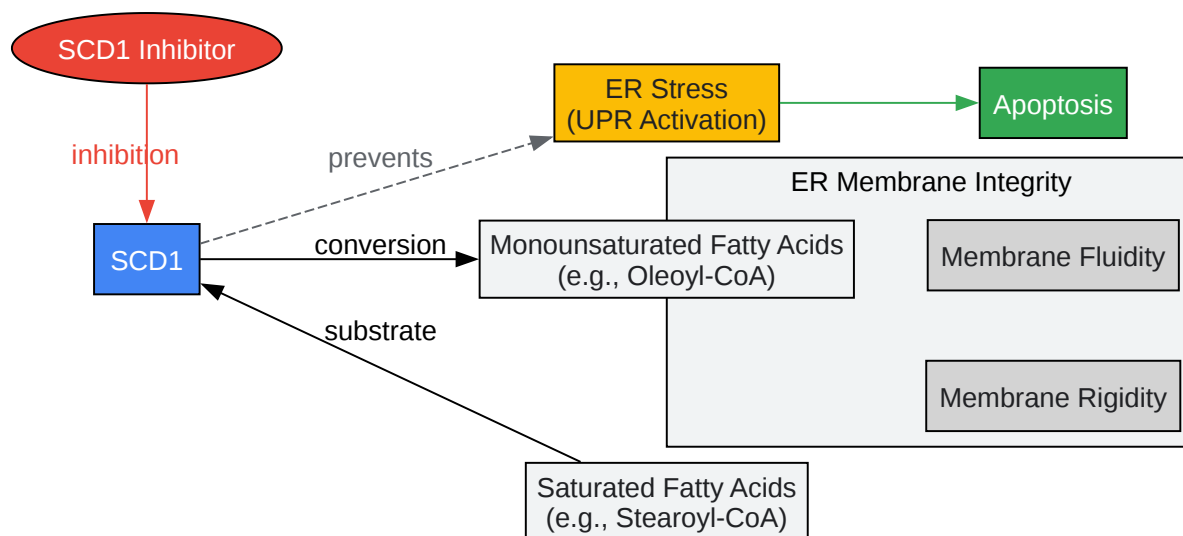 SCD1 Inhibitor
ER Stress
(UPR Activation)
Apoptosis
inhibition
prevents
ER Membrane Integrity
SCD1
conversion
Monounsaturated Fatty Acids
(e.g., Oleoyl-CoA)
Membrane Fluidity
substrate
Membrane Rigidity
Saturated Fatty Acids
(e.g., Stearoyl-CoA)